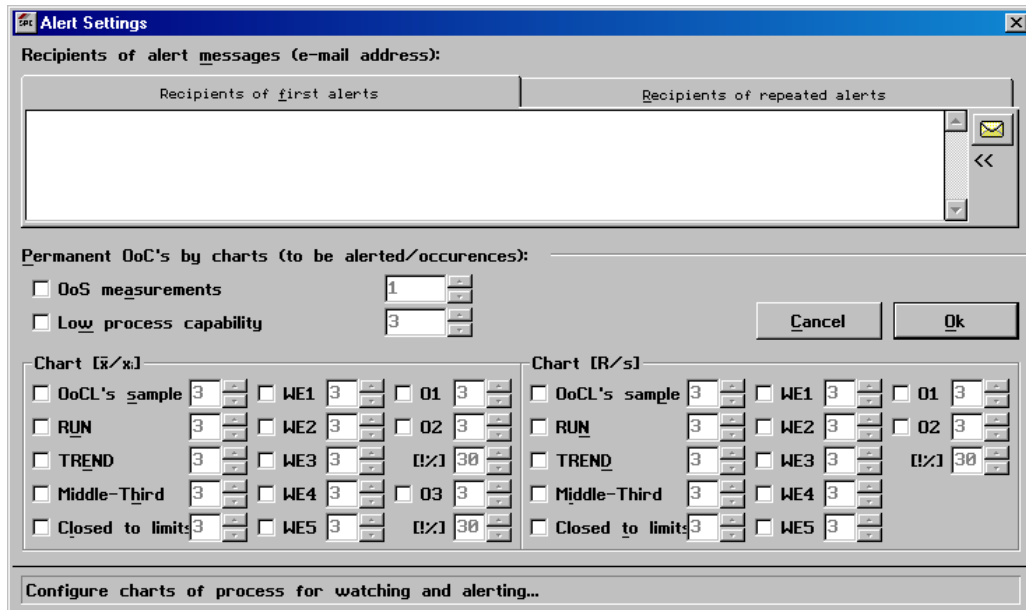 SPC Alert Settings
Recipients of alert messages (e-mail address):
Recipients of first alerts Recipients of repeated alerts
<<
Permanent OoC's by charts (to be alerted/occurences):
OoS measurements 1
Low process capability 3
Cancel Ok
Chart [x̄/xᵢ] Chart [R/s]
OoCL's sample 3 WE1 3 O1 3 OoCL's sample 3 WE1 3 O1 3
RUN 3 WE2 3 O2 3 RUN 3 WE2 3 O2 3
TREND 3 WE3 3 [!%] 30 TREND 3 WE3 3 [!%] 30
Middle-Third 3 WE4 3 O3 3 Middle-Third 3 WE4 3
Closed to limits 3 WE5 3 [!%] 30 Closed to limits 3 WE5 3
Configure charts of process for watching and alerting...